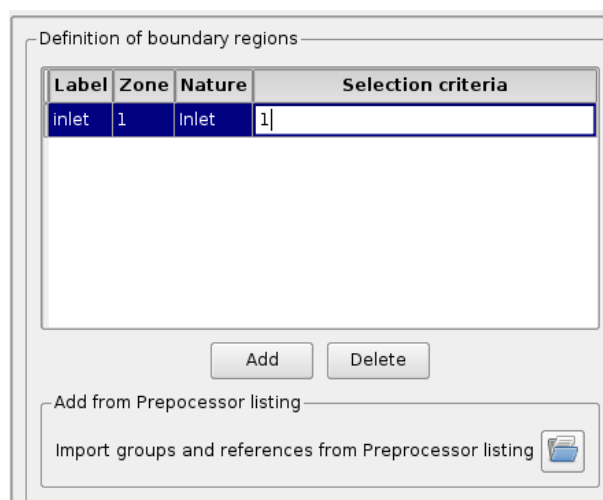 Definition of boundary regions
Label Zone Nature Selection criteria
inlet 1 Inlet 1
Add Delete
Add from Prepocessor listing
Import groups and references from Preprocessor listing